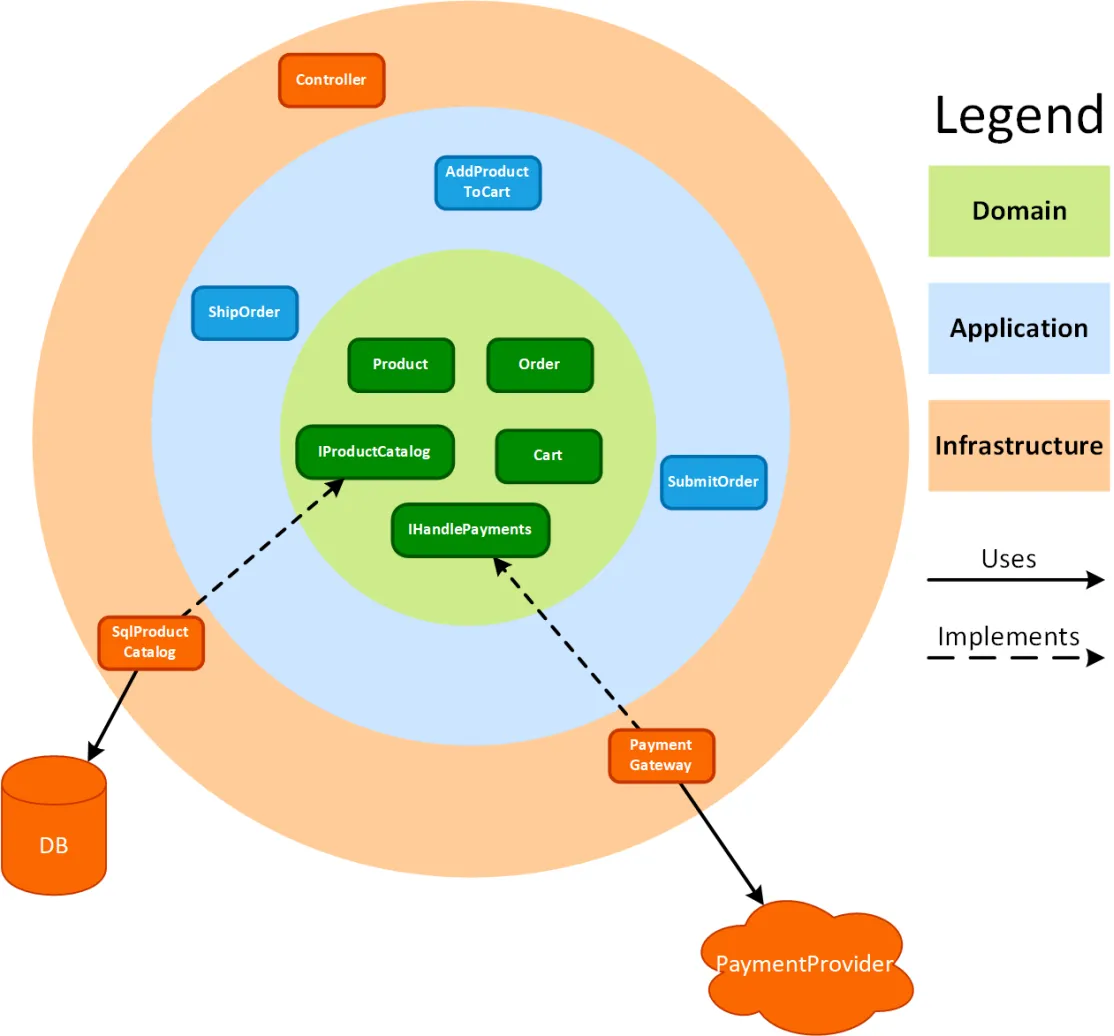 Controller
AddProduct
ToCart
ShipOrder
Product
Order
IProductCatalog
Cart
SubmitOrder
IHandlePayments
SqlProduct
Catalog
Payment
Gateway
DB
PaymentProvider
Legend
Domain
Application
Infrastructure
Uses
Implements